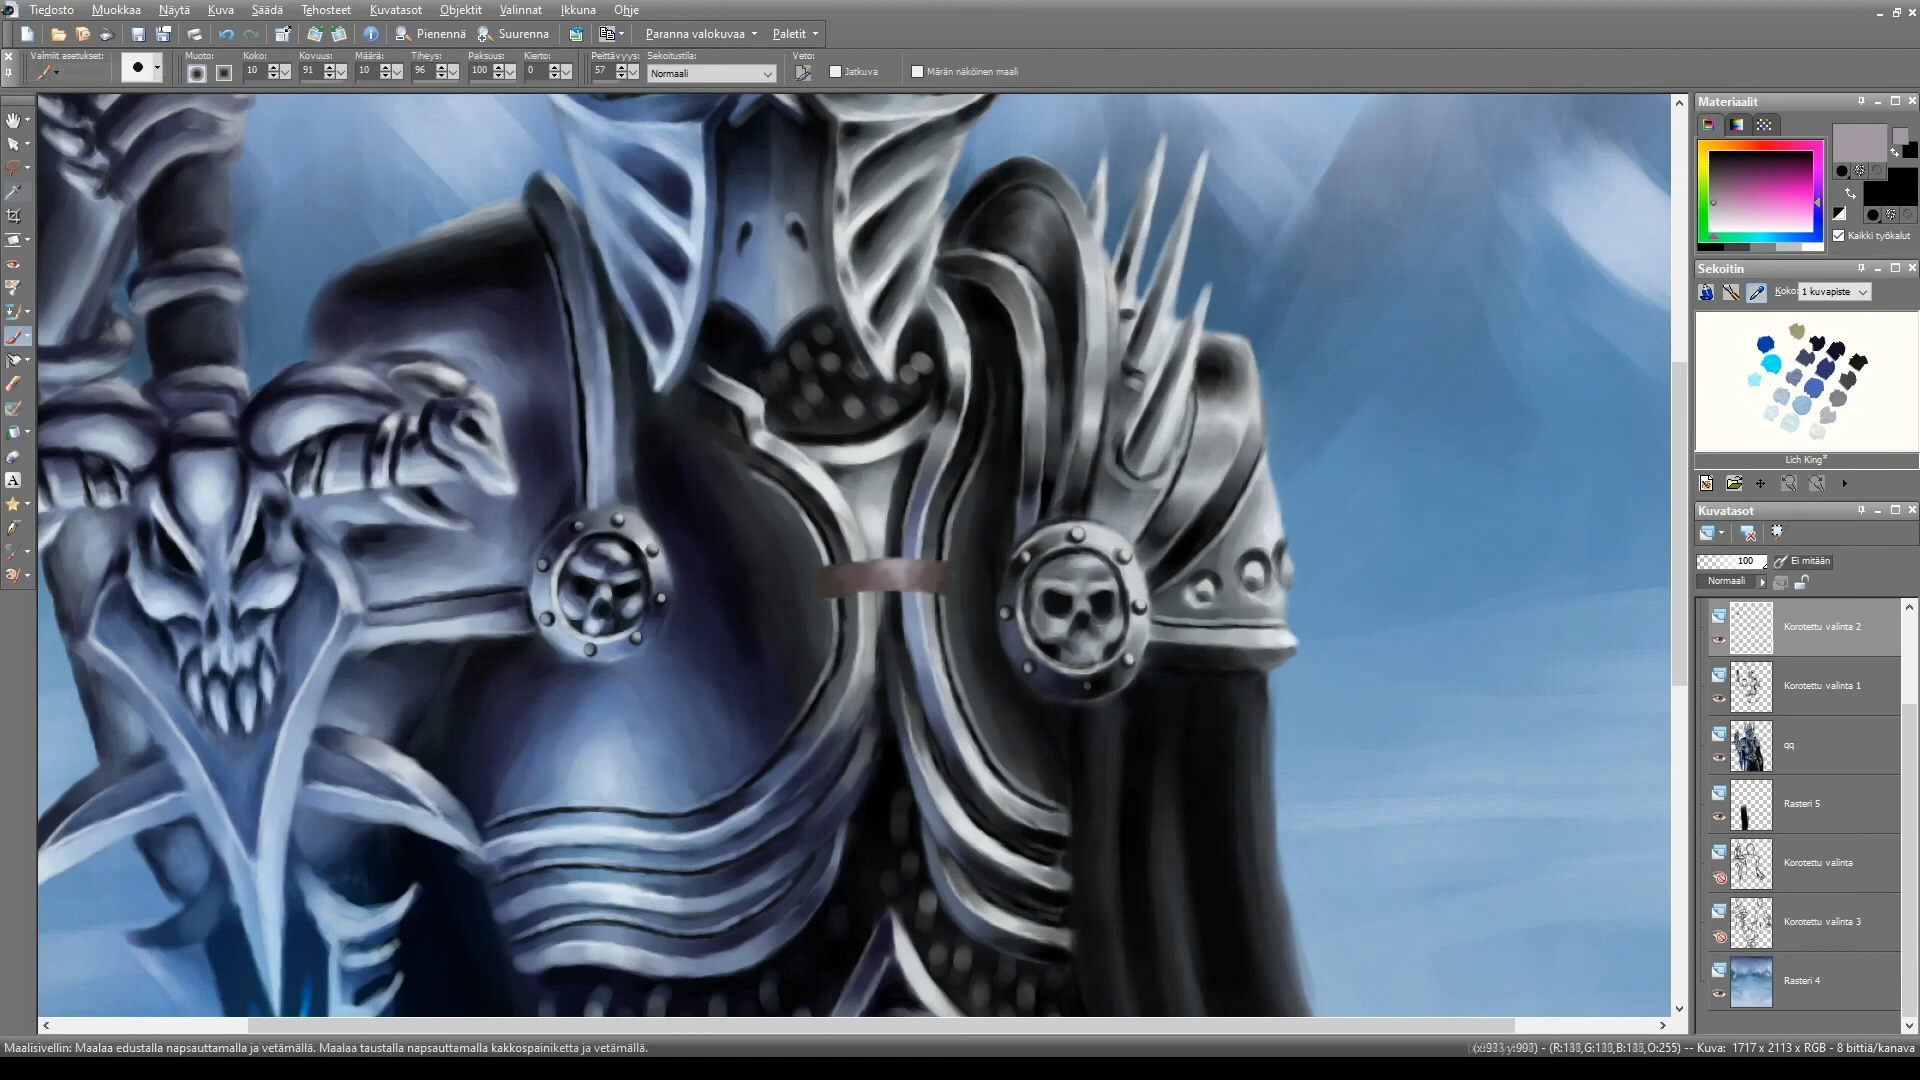 Tiedosto Muokkaa Näytä Kuva Säädä Tehosteet Kuvatasot Objektit Valinnat Ikkuna Ohje
Pienennä Suurenna Paranna valokuvaa Paletit
Valmiit asetukset: Muoto: Koko: Kovuus: Määrä: Tiheys: Paksuus: Kierto: Peittävyys: Sekoitustila: Veto:
10 91 10 96 100 0 57 Normaali Jatkuva Märän näköinen maali
Materiaalit
Kaikki työkalut
Sekoitin
Koko: 1 kuvapiste
Lich King*
Kuvatasot
100 Ei mitään
Normaali
Korotettu valinta 2
Korotettu valinta 1
qq
Rasteri 5
Korotettu valinta
Korotettu valinta 3
Rasteri 4
A
Maalisivellin: Maalaa edustalla napsauttamalla ja vetämällä. Maalaa taustalla napsauttamalla kakkospainiketta ja vetämällä.
-- Kuva: 1717 x 2113 x RGB - 8 bittiä/kanava